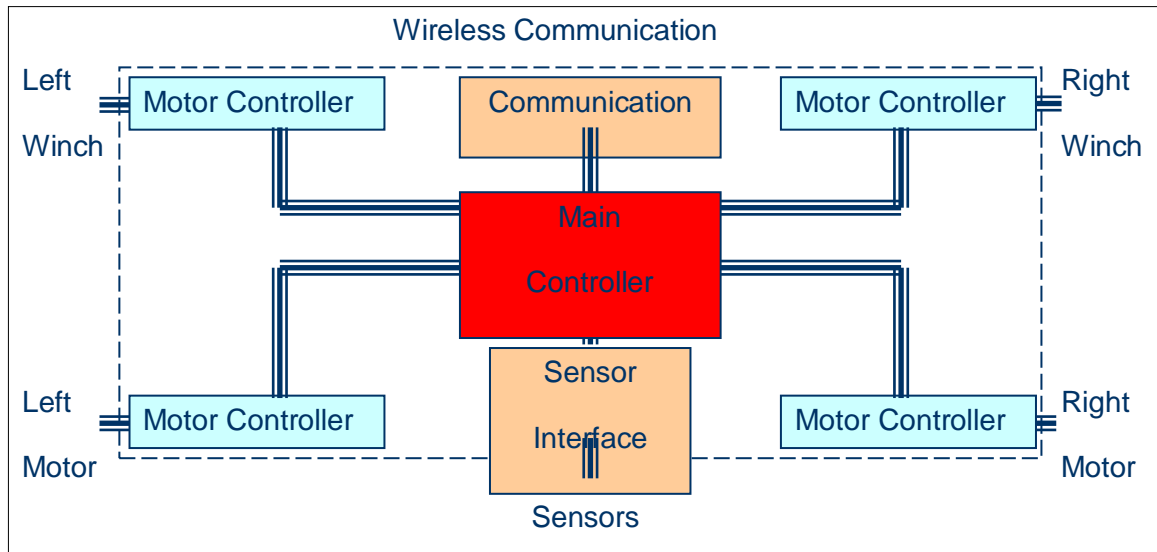 Wireless Communication
Left
Winch
Motor Controller
Communication
Motor Controller
Right
Winch
Main
Controller
Left
Motor
Motor Controller
Sensor
Interface
Motor Controller
Right
Motor
Sensors